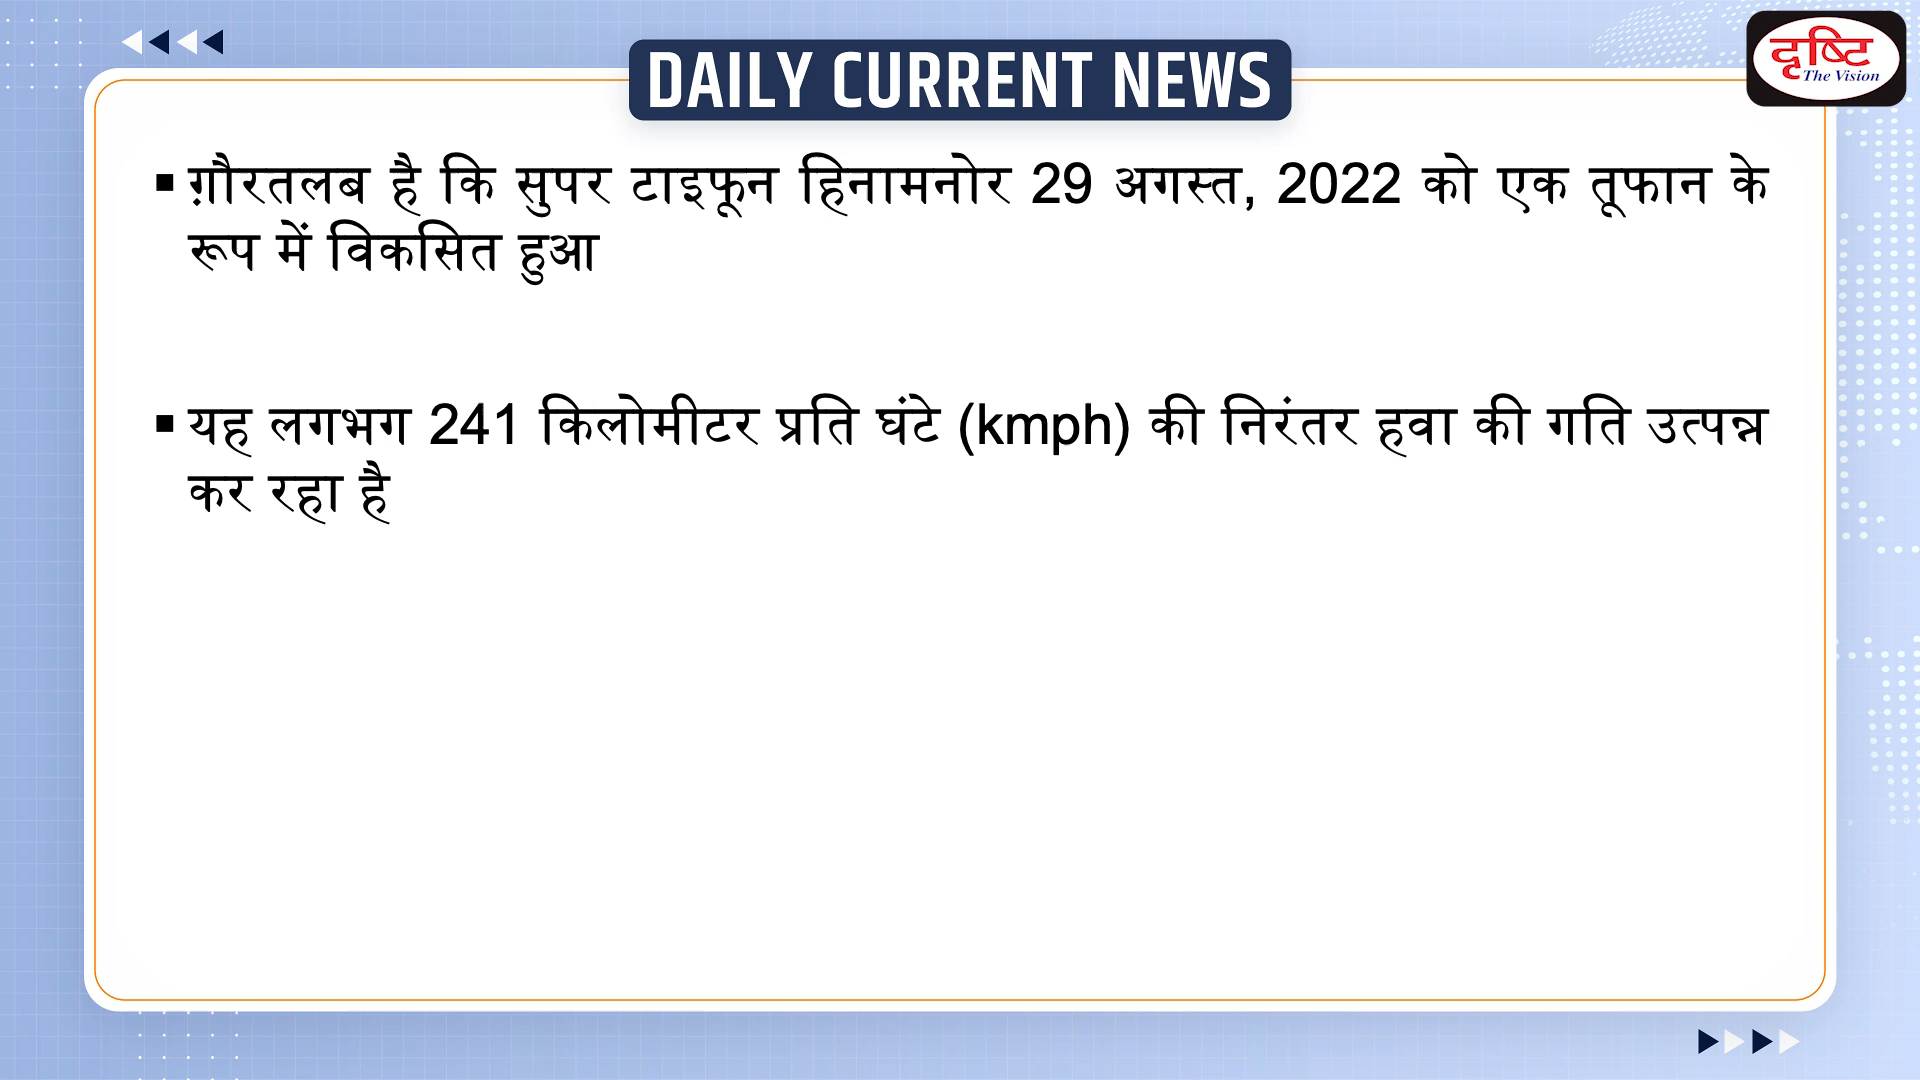 DAILY CURRENT NEWS
दृष्टि
The Vision
▪ ग़ौरतलब है कि सुपर टाइफून हिनामनोर 29 अगस्त, 2022 को एक तूफान के
रूप में विकसित हुआ
▪ यह लगभग 241 किलोमीटर प्रति घंटे (kmph) की निरंतर हवा की गति उत्पन्न
कर रहा है